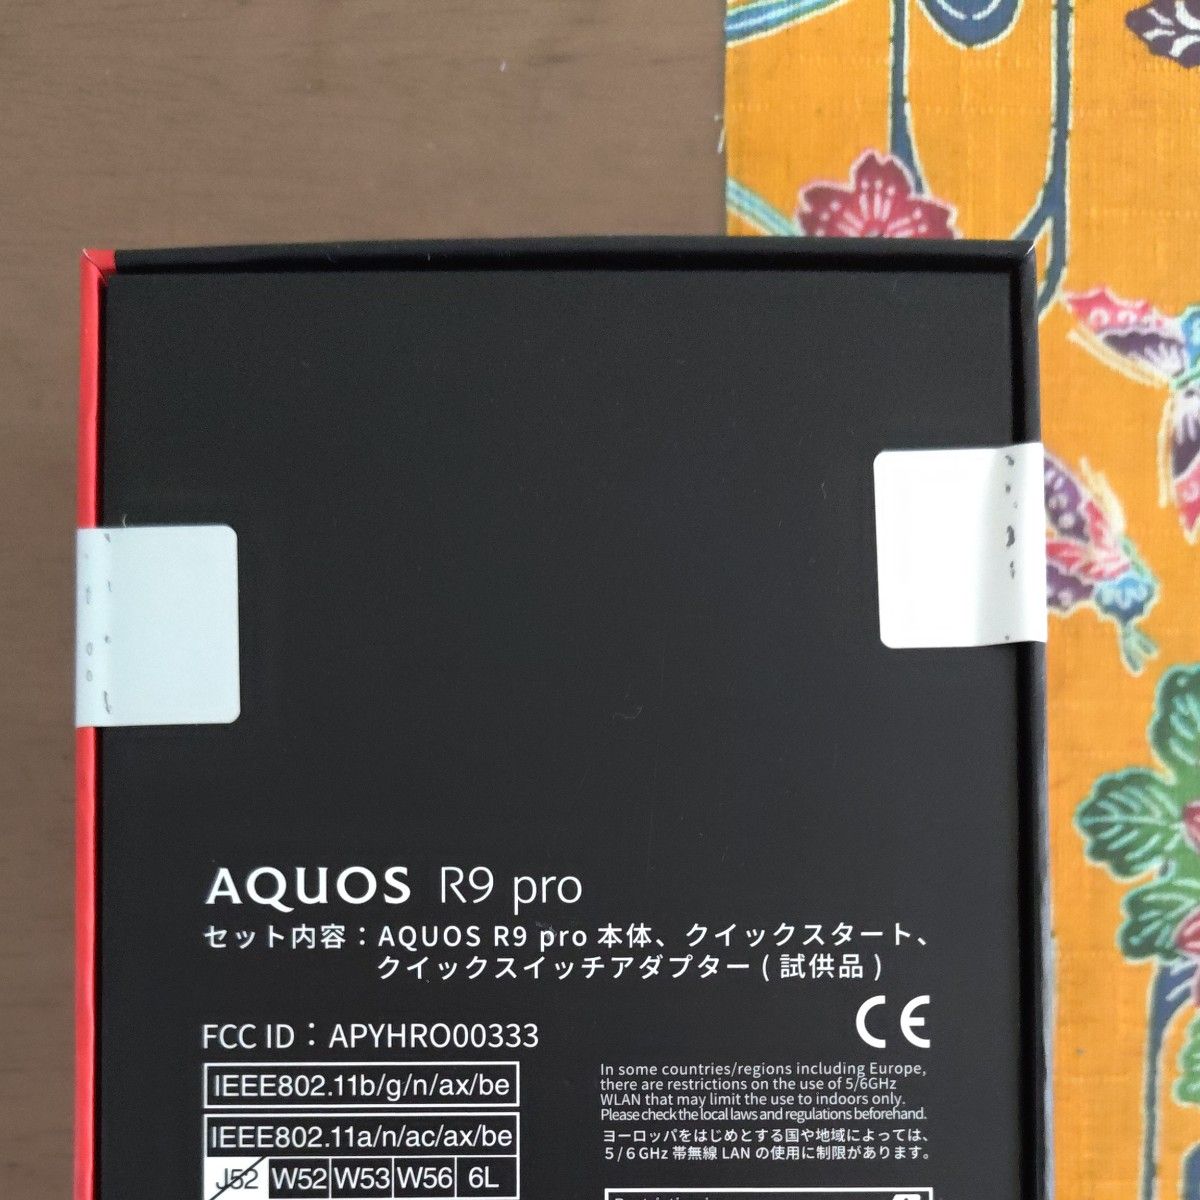 AQUOS R9 pro
セット内容：AQUOS R9 pro 本体、クイックスタート、
クイックスイッチアダプター ( 試供品 )
CE
FCC ID：APYHRO00333
IEEE802.11b/g/n/ax/be
IEEE802.11a/n/ac/ax/be
J52 W52 W53 W56 6L
In some countries/regions including Europe,
there are restrictions on the use of 5/6GHz
WLAN that may limit the use to indoors only.
Please check the local laws and regulations beforehand.
ヨーロッパをはじめとする国や地域によっては、
5/6GHz 帯無線 LAN の使用に制限があります。